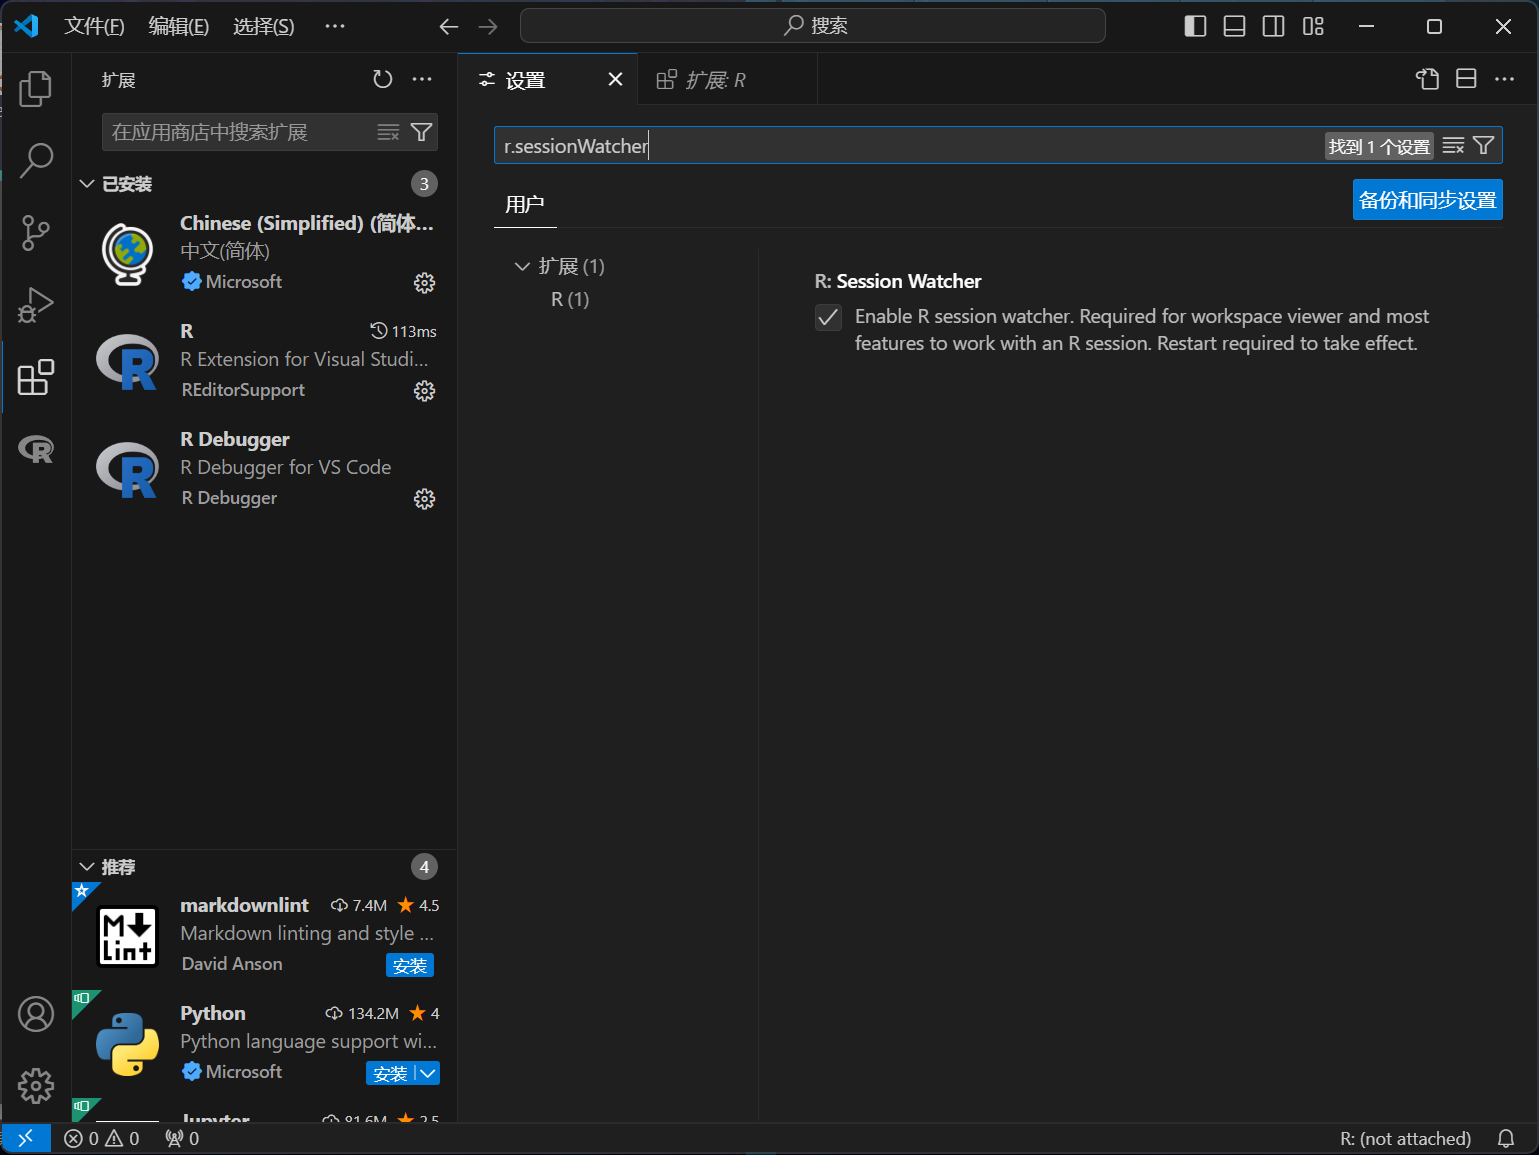 文件(F) 编辑(E) 选择(S) ··· 搜索
扩展
在应用商店中搜索扩展
已安装 3
Chinese (Simplified) (简体...
中文(简体)
Microsoft
R 113ms
R Extension for Visual Studi...
REditorSupport
R Debugger
R Debugger for VS Code
R Debugger
推荐 4
markdownlint 7.4M 4.5
Markdown linting and style ...
David Anson 安装
Python 134.2M 4
Python language support wi...
Microsoft 安装
Jupyter 81.6M 2.5
设置 扩展: R
r.sessionWatcher 找到 1 个设置
用户 备份和同步设置
扩展 (1)
R (1)
R: Session Watcher
Enable R session watcher. Required for workspace viewer and most
features to work with an R session. Restart required to take effect.
0 0 0 R: (not attached)